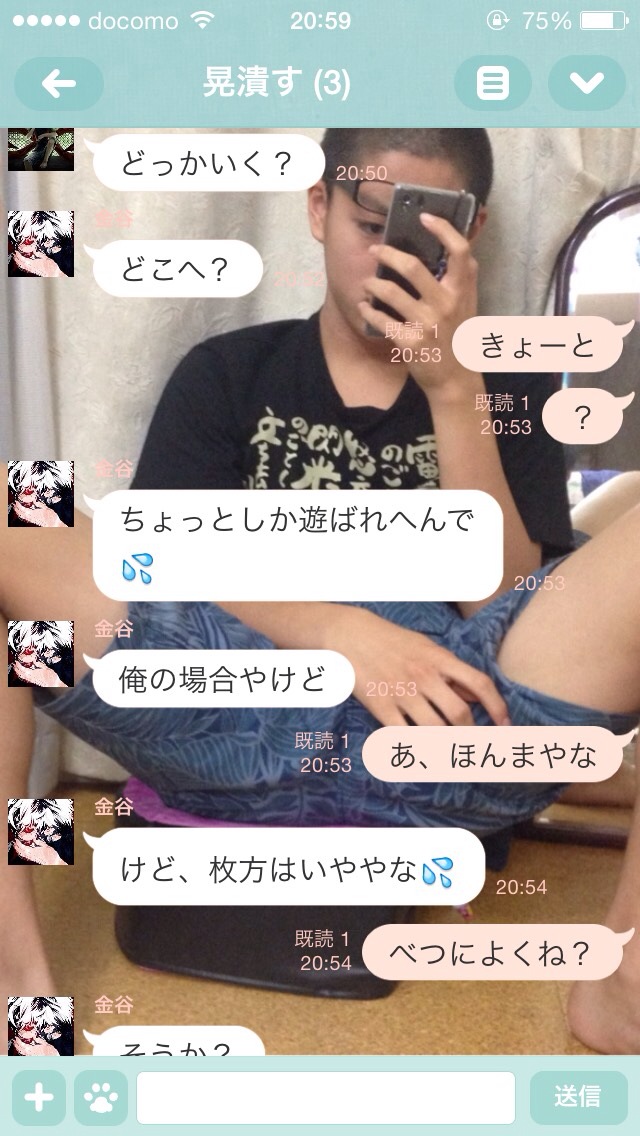 docomo 20:59 75%
晃潰す (3)
どっかいく？
20:50
金谷
どこへ？
既読 1
20:53
きょーと
既読 1
20:53
？
金谷
ちょっとしか遊ばれへんで
💦
20:53
金谷
俺の場合やけど
20:53
既読 1
20:53
あ、ほんまやな
金谷
けど、枚方はいややな💦
20:54
既読 1
20:54
べつによくね？
金谷
そうか？
送信